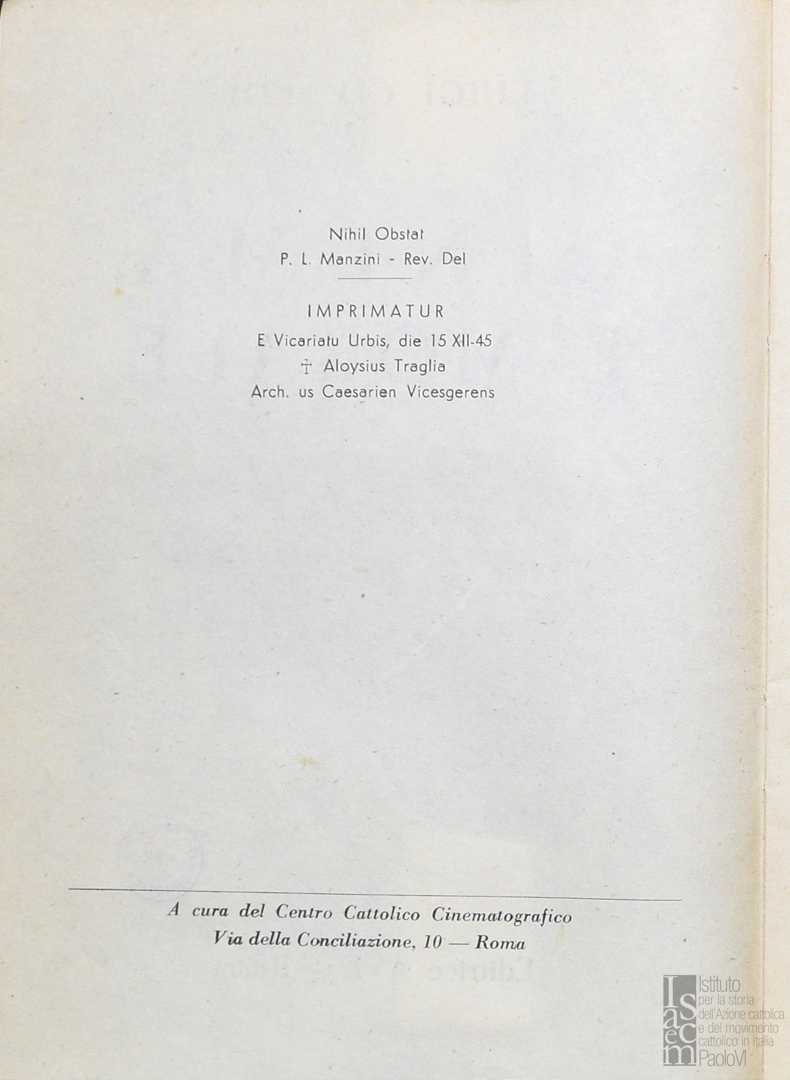 Nihil Obstat
P. L. Manzini - Rev. Del
IMPRIMATUR
E Vicariatu Urbis, die 15 XII-45
☩ Aloysius Traglia
Arch. us Caesarien Vicesgerens
A cura del Centro Cattolico Cinematografico
Via della Conciliazione, 10 — Roma
Isacem
Istituto
per la storia
dell'Azione cattolica
e del movimento
cattolico in Italia
PaoloVI